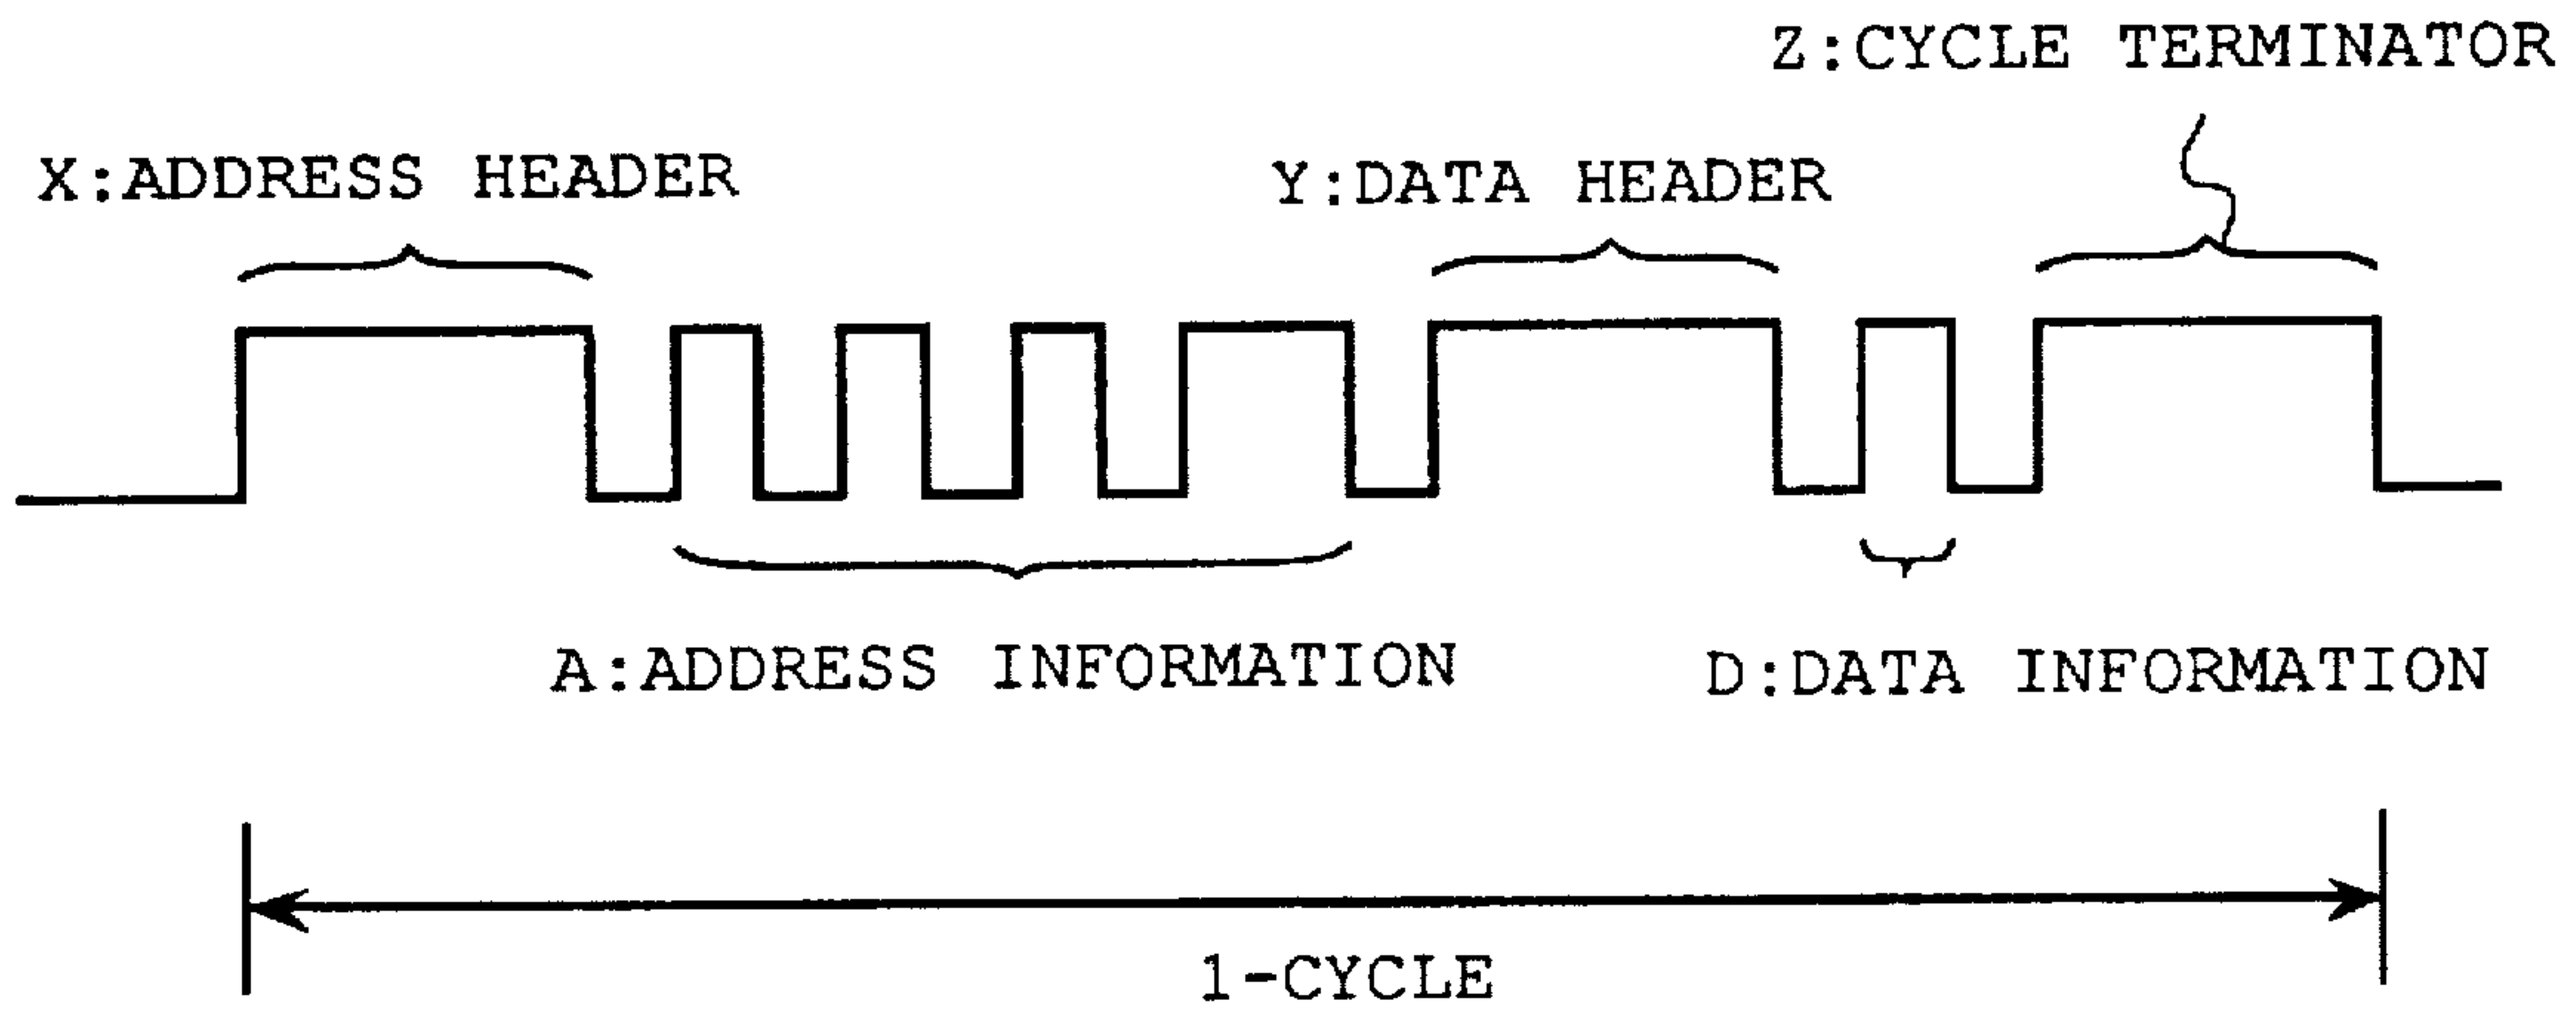 Z:CYCLE TERMINATOR
X:ADDRESS HEADER
Y:DATA HEADER
A:ADDRESS INFORMATION
D:DATA INFORMATION
1-CYCLE